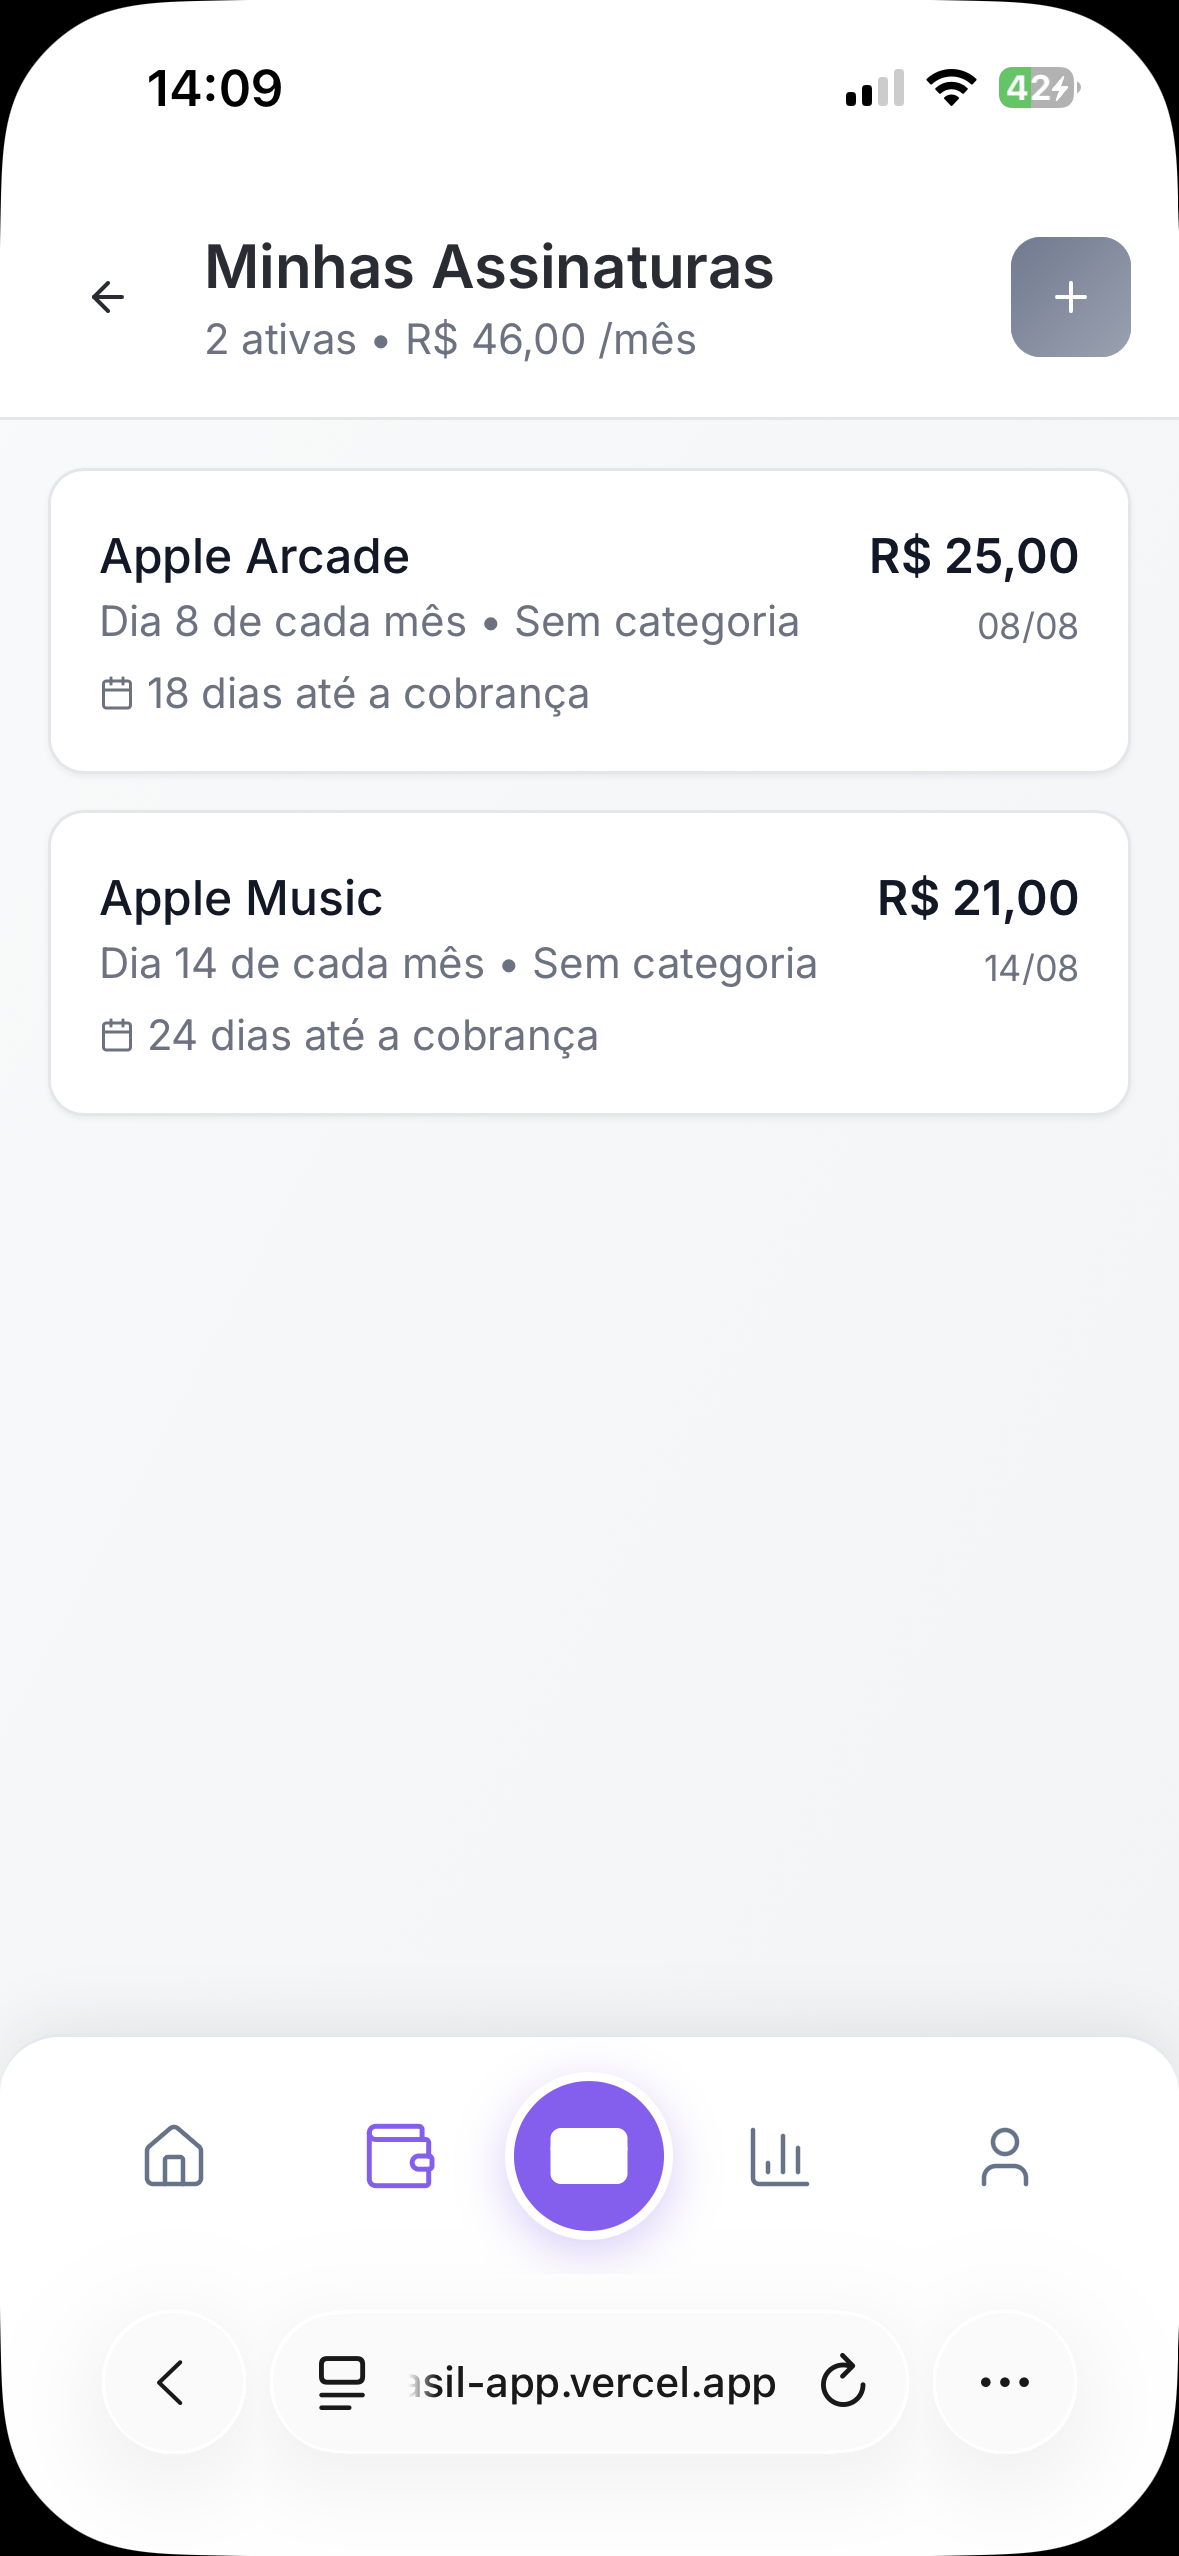 14:09
42
Minhas Assinaturas
2 ativas • R$ 46,00 /mês
Apple Arcade
R$ 25,00
Dia 8 de cada mês • Sem categoria
08/08
18 dias até a cobrança
Apple Music
R$ 21,00
Dia 14 de cada mês • Sem categoria
14/08
24 dias até a cobrança
asil-app.vercel.app